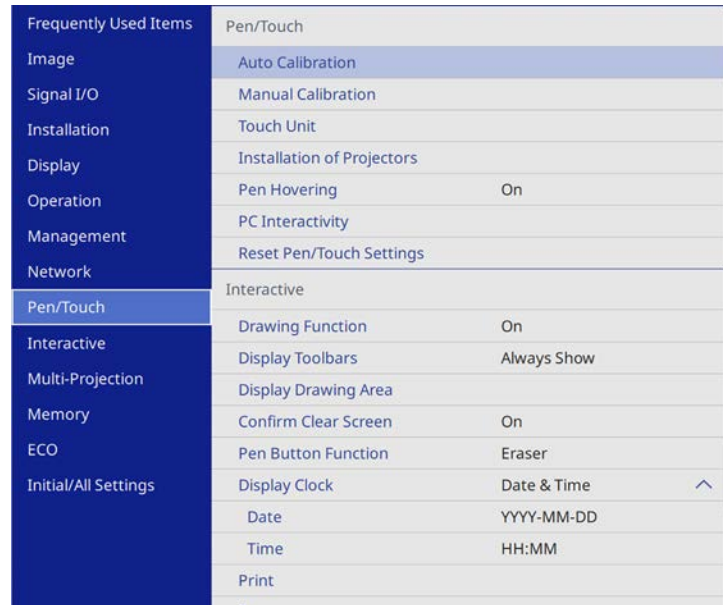 Frequently Used Items
Image
Signal I/O
Installation
Display
Operation
Management
Network
Pen/Touch
Interactive
Multi-Projection
Memory
ECO
Initial/All Settings
Pen/Touch
Auto Calibration
Manual Calibration
Touch Unit
Installation of Projectors
Pen Hovering On
PC Interactivity
Reset Pen/Touch Settings
Interactive
Drawing Function On
Display Toolbars Always Show
Display Drawing Area
Confirm Clear Screen On
Pen Button Function Eraser
Display Clock Date & Time
Date YYYY-MM-DD
Time HH:MM
Print